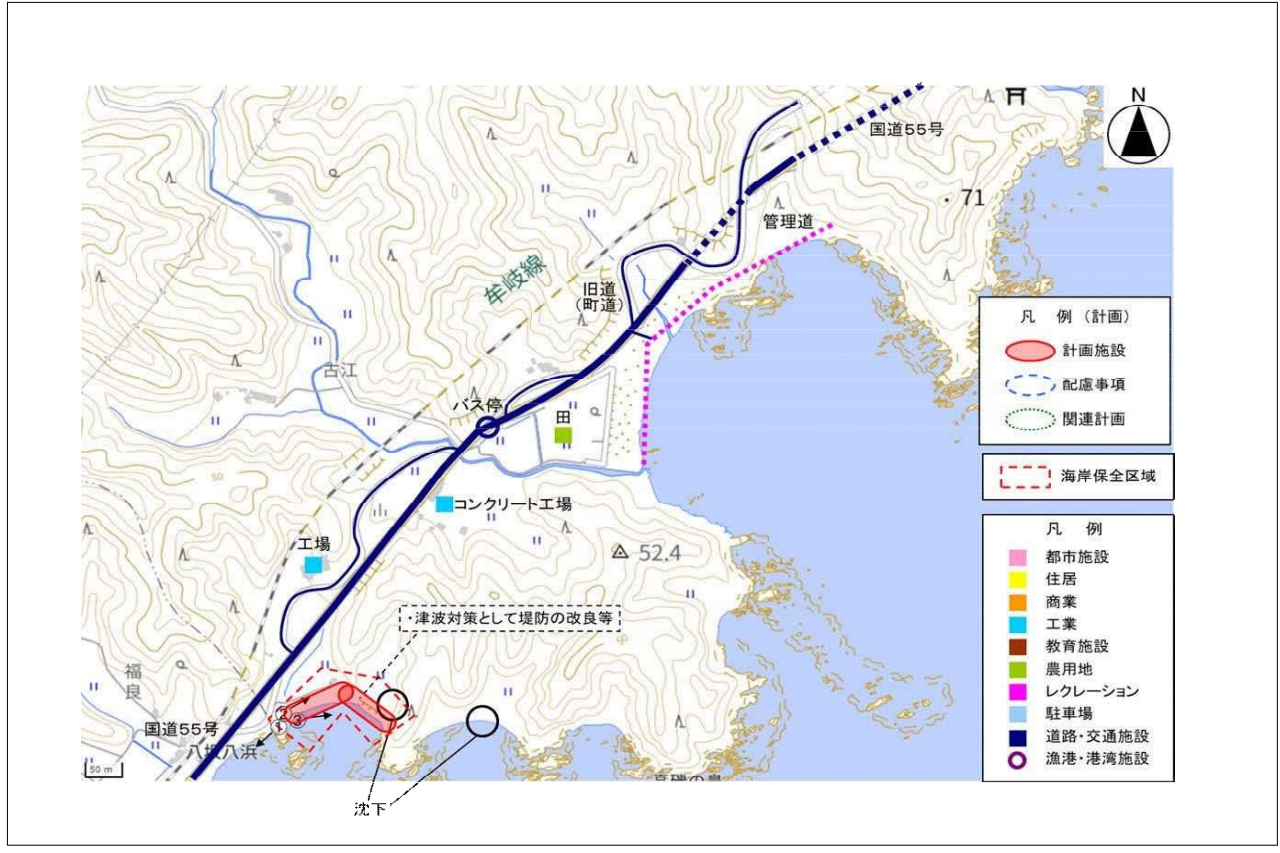 N
国道55号
71
管理道
牟岐線
旧道
(町道)
凡 例 (計画)
計画施設
配慮事項
関連計画
古江
バス停
田
海岸保全区域
50
コンクリート工場
凡 例
工場
52.4
都市施設
住居
商業
工業
・津波対策として堤防の改良等
教育施設
農用地
福良
レクレーション
駐車場
国道55号
①
③
道路・交通施設
八坂八浜
漁港・港湾施設
50 m
沈下